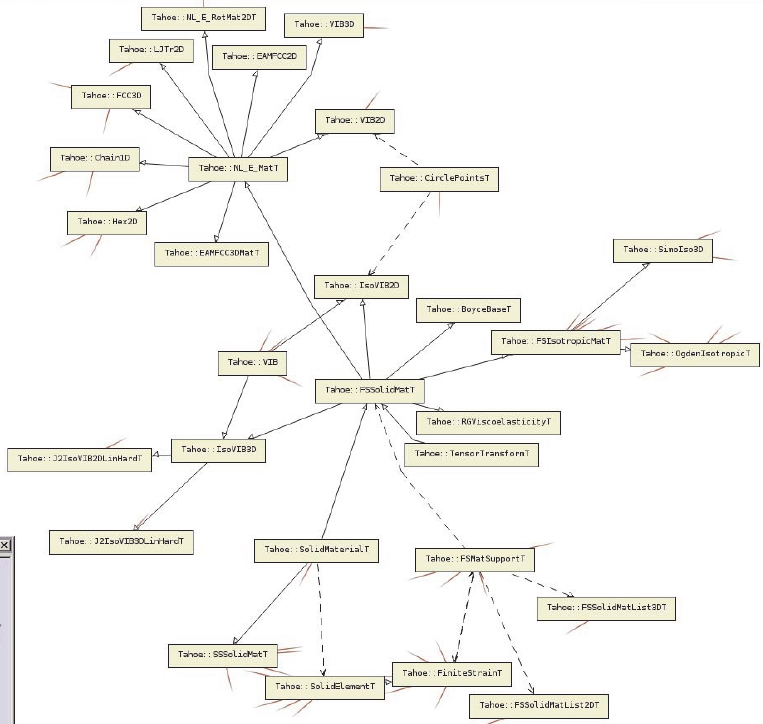 Tahoe::NL_E_RotMat2DT
Tahoe::VIB3D
Tahoe::LJTr2D
Tahoe::EAMFCC2D
Tahoe::FCC3D
Tahoe::VIB2D
Tahoe::Chain1D
Tahoe::NL_E_MatT
Tahoe::CirclePointsT
Tahoe::Hex2D
Tahoe::EAMFCC3DMatT
Tahoe::SimoIso3D
Tahoe::IsoVIB2D
Tahoe::BoyceBaseT
Tahoe::FSIsotropicMatT
Tahoe::OgdenIsotropicT
Tahoe::VIB
Tahoe::FSSolidMatT
Tahoe::RGViscoelasticityT
Tahoe::IsoVIB3D
Tahoe::TensorTransformT
Tahoe::J2IsoVIB2DLinHardT
Tahoe::J2IsoVIB3DLinHardT
Tahoe::SolidMaterialT
Tahoe::FSMatSupportT
Tahoe::FSSolidMatList3DT
Tahoe::SSSolidMatT
Tahoe::FiniteStrainT
Tahoe::SolidElementT
Tahoe::FSSolidMatList2DT